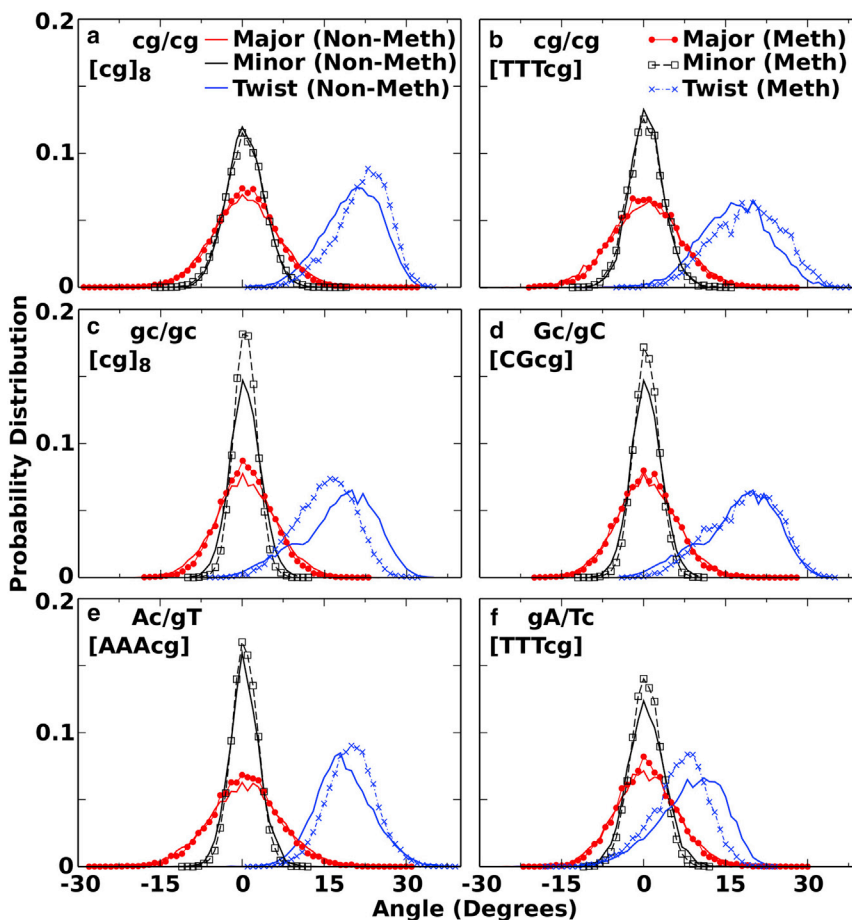 0.2
a cg/cg
[cg]8
Major (Non-Meth)
Minor (Non-Meth)
Twist (Non-Meth)
b cg/cg
[TTTcg]
Major (Meth)
Minor (Meth)
Twist (Meth)
0.1
0
0.2
c gc/gc
[cg]8
d Gc/gC
[CGcg]
0.1
0
0.2
e Ac/gT
[AAAcg]
f gA/Tc
[TTTcg]
0.1
0
Probability Distribution
-30 -15 0 15 30 -15 0 15 30
Angle (Degrees)